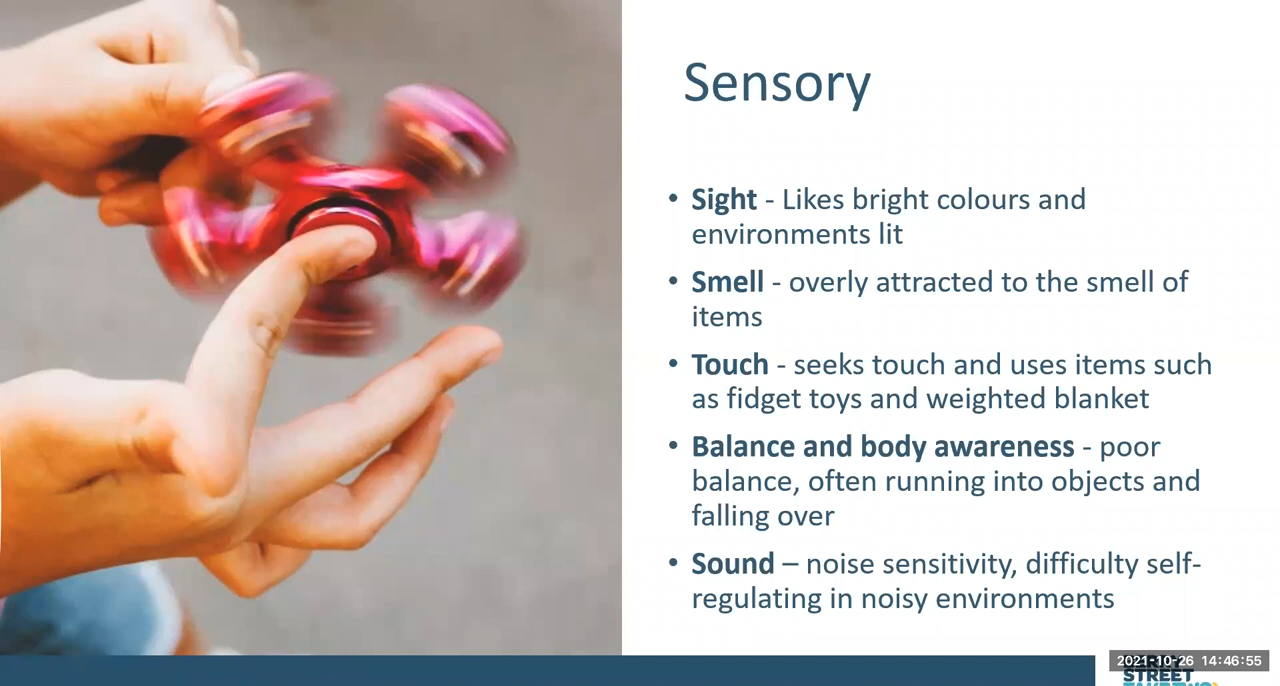 Sensory
• Sight - Likes bright colours and
environments lit
• Smell - overly attracted to the smell of
items
• Touch - seeks touch and uses items such
as fidget toys and weighted blanket
• Balance and body awareness - poor
balance, often running into objects and
falling over
• Sound – noise sensitivity, difficulty self-
regulating in noisy environments
2021-10-26 14:46:55
STREET